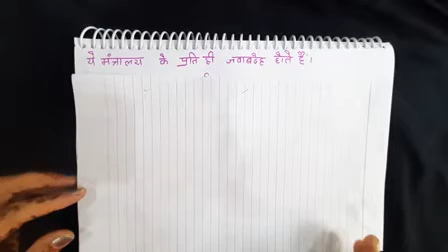 ये मंत्रालय के प्रति ही जवाबदेह होते है।